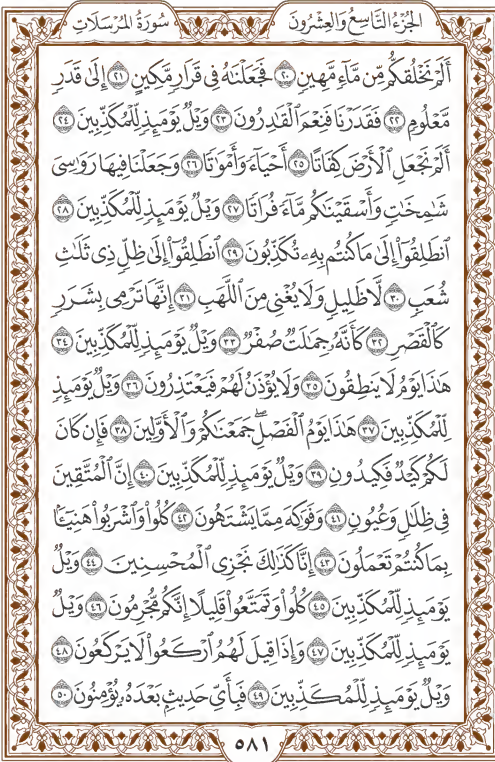 الجُزْءُ التَّاسِعُ وَالعِشْرُونَ سُورَةُ المُرْسَلَاتِ
أَلَمْ نَخْلُقكُّم مِّن مَّآءٍ مَّهِينٍ ٢٠ فَجَعَلْنَٰهُ فِى قَرَارٍ مَّكِينٍ ٢١ إِلَىٰ قَدَرٍ
مَّعْلُومٍ ٢٢ فَقَدَرْنَا فَنِعْمَ ٱلْقَٰدِرُونَ ٢٣ وَيْلٌ يَوْمَئِذٍ لِّلْمُكَذِّبِينَ ٢٤
أَلَمْ نَجْعَلِ ٱلْأَرْضَ كِفَاتًا ٢٥ أَحْيَآءً وَأَمْوَٰتًا ٢٦ وَجَعَلْنَا فِيهَا رَوَٰسِىَ
شَٰمِخَٰتٍ وَأَسْقَيْنَٰكُم مَّآءً فُرَاتًا ٢٧ وَيْلٌ يَوْمَئِذٍ لِّلْمُكَذِّبِينَ ٢٨
ٱنطَلِقُوٓا۟ إِلَىٰ مَا كُنتُم بِهِۦ تُكَذِّبُونَ ٢٩ ٱنطَلِقُوٓا۟ إِلَىٰ ظِلٍّ ذِى ثَلَٰثِ
شُعَبٍ ٣٠ لَّا ظَلِيلٍ وَلَا يُغْنِى مِنَ ٱللَّهَبِ ٣١ إِنَّهَا تَرْمِى بِشَرَرٍ
كَٱلْقَصْرِ ٣٢ كَأَنَّهُۥ جِمَٰلَتٌ صُفْرٌ ٣٣ وَيْلٌ يَوْمَئِذٍ لِّلْمُكَذِّبِينَ ٣٤
هَٰذَا يَوْمُ لَا يَنطِقُونَ ٣٥ وَلَا يُؤْذَنُ لَهُمْ فَيَعْتَذِرُونَ ٣٦ وَيْلٌ يَوْمَئِذٍ
لِّلْمُكَذِّبِينَ ٣٧ هَٰذَا يَوْمُ ٱلْفَصْلِ ۖ جَمَعْنَٰكُمْ وَٱلْأَوَّلِينَ ٣٨ فَإِن كَانَ
لَكُمْ كَيْدٌ فَكِيدُونِ ٣٩ وَيْلٌ يَوْمَئِذٍ لِّلْمُكَذِّبِينَ ٤٠ إِنَّ ٱلْمُتَّقِينَ
فِى ظِلَٰلٍ وَعُيُونٍ ٤١ وَفَوَٰكِهَ مِمَّا يَشْتَهُونَ ٤٢ كُلُوا۟ وَٱشْرَبُوا۟ هَنِيٓـًٔۢا
بِمَا كُنتُمْ تَعْمَلُونَ ٤٣ إِنَّا كَذَٰلِكَ نَجْزِى ٱلْمُحْسِنِينَ ٤٤ وَيْلٌ
يَوْمَئِذٍ لِّلْمُكَذِّبِينَ ٤٥ كُلُوا۟ وَتَمَتَّعُوا۟ قَلِيلًا إِنَّكُم مُّجْرِمُونَ ٤٦ وَيْلٌ
يَوْمَئِذٍ لِّلْمُكَذِّبِينَ ٤٧ وَإِذَا قِيلَ لَهُمُ ٱرْكَعُوا۟ لَا يَرْكَعُونَ ٤٨
وَيْلٌ يَوْمَئِذٍ لِّلْمُكَذِّبِينَ ٤٩ فَبِأَىِّ حَدِيثٍۭ بَعْدَهُۥ يُؤْمِنُونَ ٥٠
٥٨١